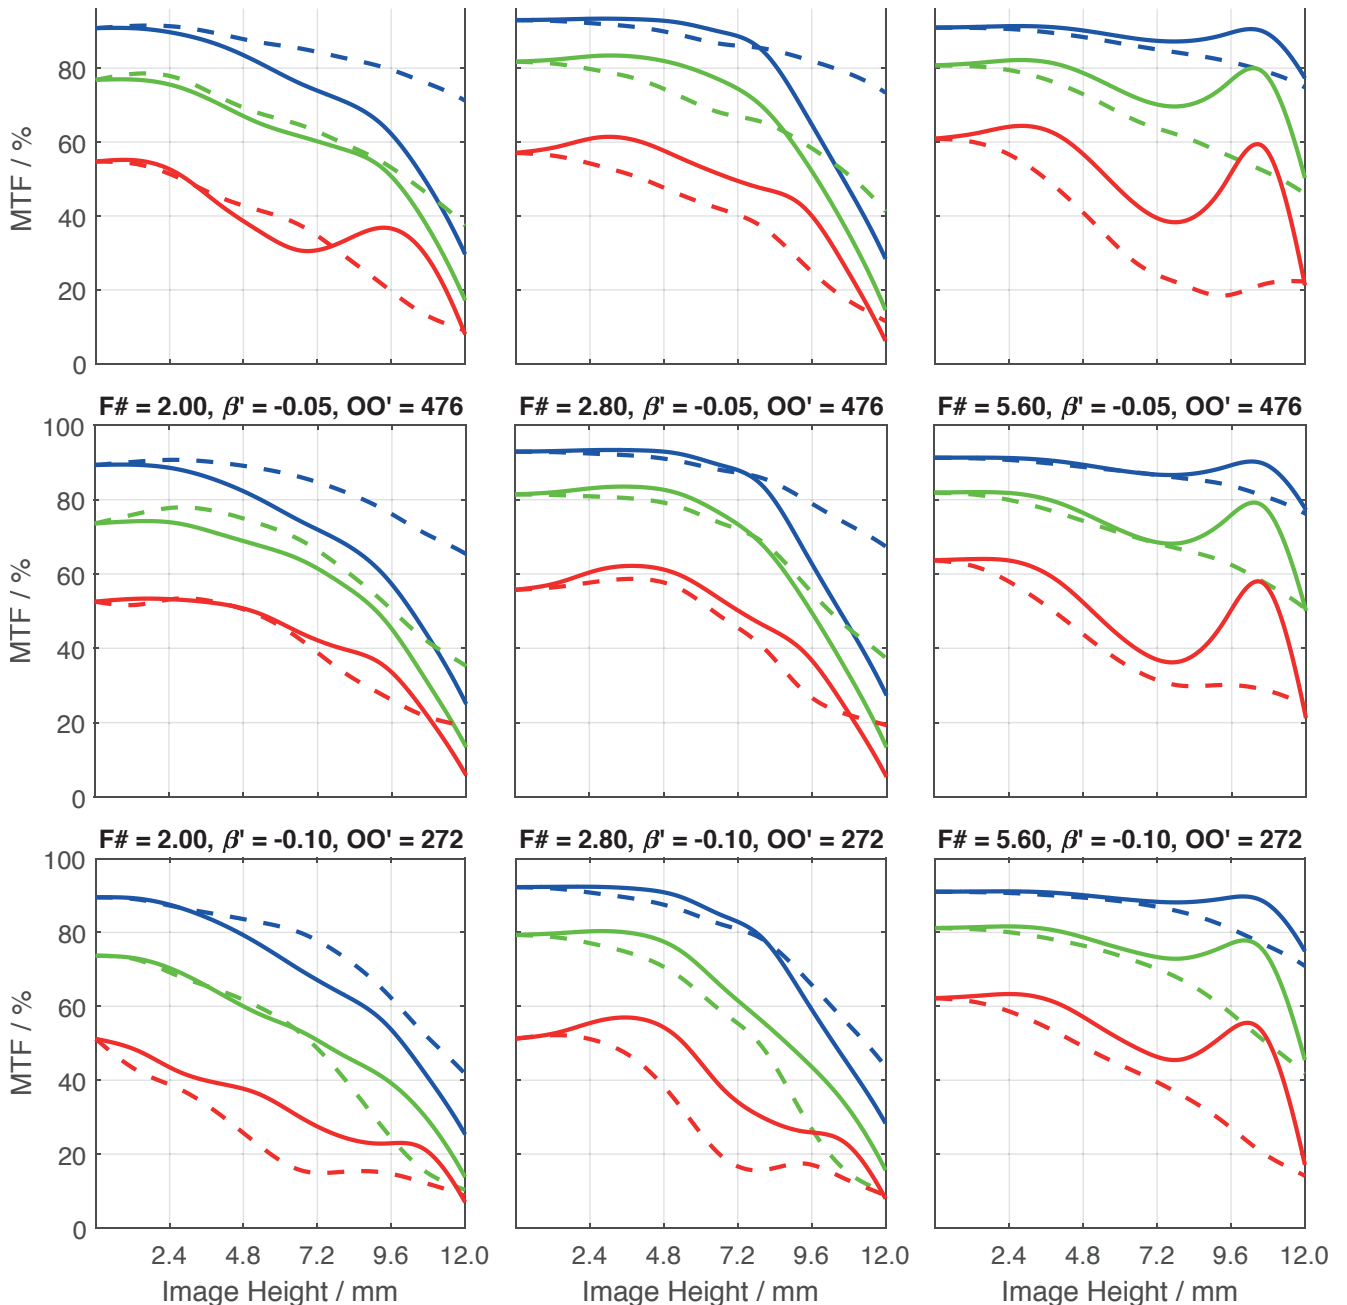 80
60
40
20
0
MTF / %
F# = 2.00, β' = -0.05, OO' = 476
F# = 2.80, β' = -0.05, OO' = 476
F# = 5.60, β' = -0.05, OO' = 476
100
80
60
40
20
0
MTF / %
F# = 2.00, β' = -0.10, OO' = 272
F# = 2.80, β' = -0.10, OO' = 272
F# = 5.60, β' = -0.10, OO' = 272
100
80
60
40
20
0
MTF / %
2.4 4.8 7.2 9.6 12.0
2.4 4.8 7.2 9.6 12.0
2.4 4.8 7.2 9.6 12.0
Image Height / mm
Image Height / mm
Image Height / mm